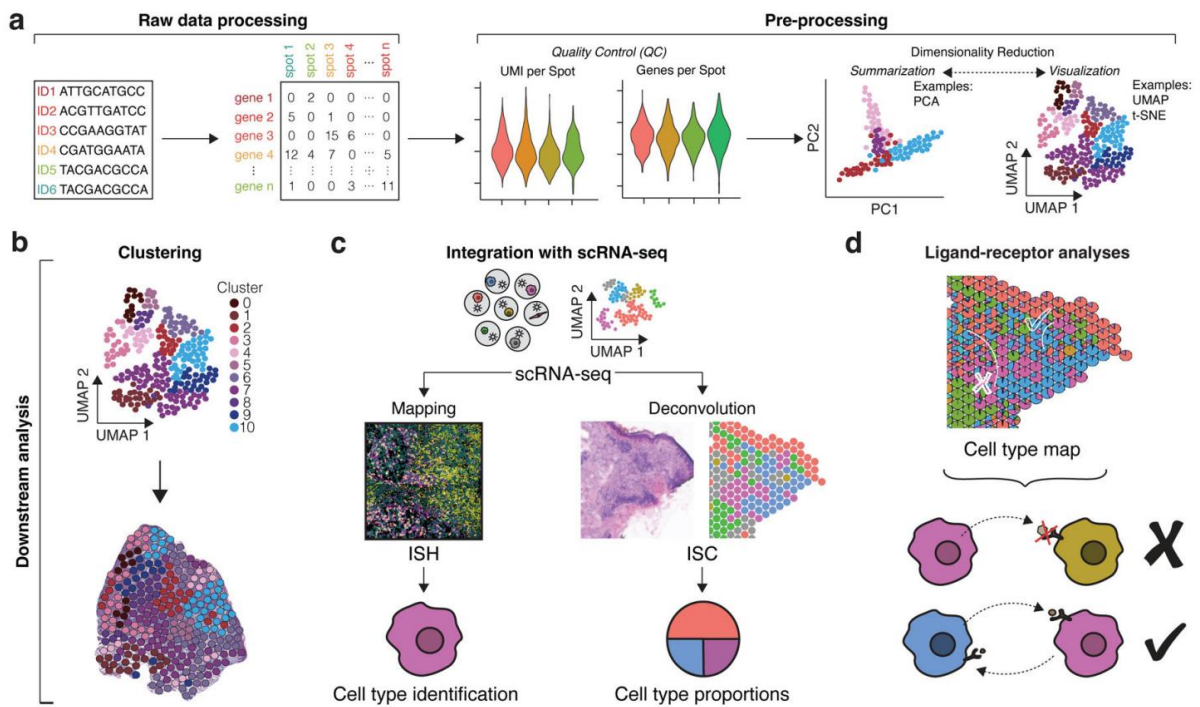 a
Raw data processing
Pre-processing
ID1 ATTGCATGCC
ID2 ACGTTGATCC
ID3 CCGAAGGTAT
ID4 CGATGGAATA
ID5 TACGACGCCA
ID6 TACGACGCCA
spot 1 spot 2 spot 3 spot 4 ... spot n
gene 1 0 2 0 0 ... 0
gene 2 5 0 1 0 ... 0
gene 3 0 0 15 6 ... 0
gene 4 12 4 7 0 ... 5
⋮ ⋮ ⋮ ⋮ ⋮ ⋮
gene n 1 0 0 3 ... 11
Quality Control (QC)
UMI per Spot
Genes per Spot
Dimensionality Reduction
Summarization
Visualization
Examples:
PCA
PC2
PC1
Examples:
UMAP
t-SNE
UMAP 2
UMAP 1
Downstream analysis
b
Clustering
Cluster
0
1
2
3
4
5
6
7
8
9
10
UMAP 2
UMAP 1
c
Integration with scRNA-seq
UMAP 2
UMAP 1
scRNA-seq
Mapping
Deconvolution
ISH
ISC
Cell type identification
Cell type proportions
d
Ligand-receptor analyses
Cell type map